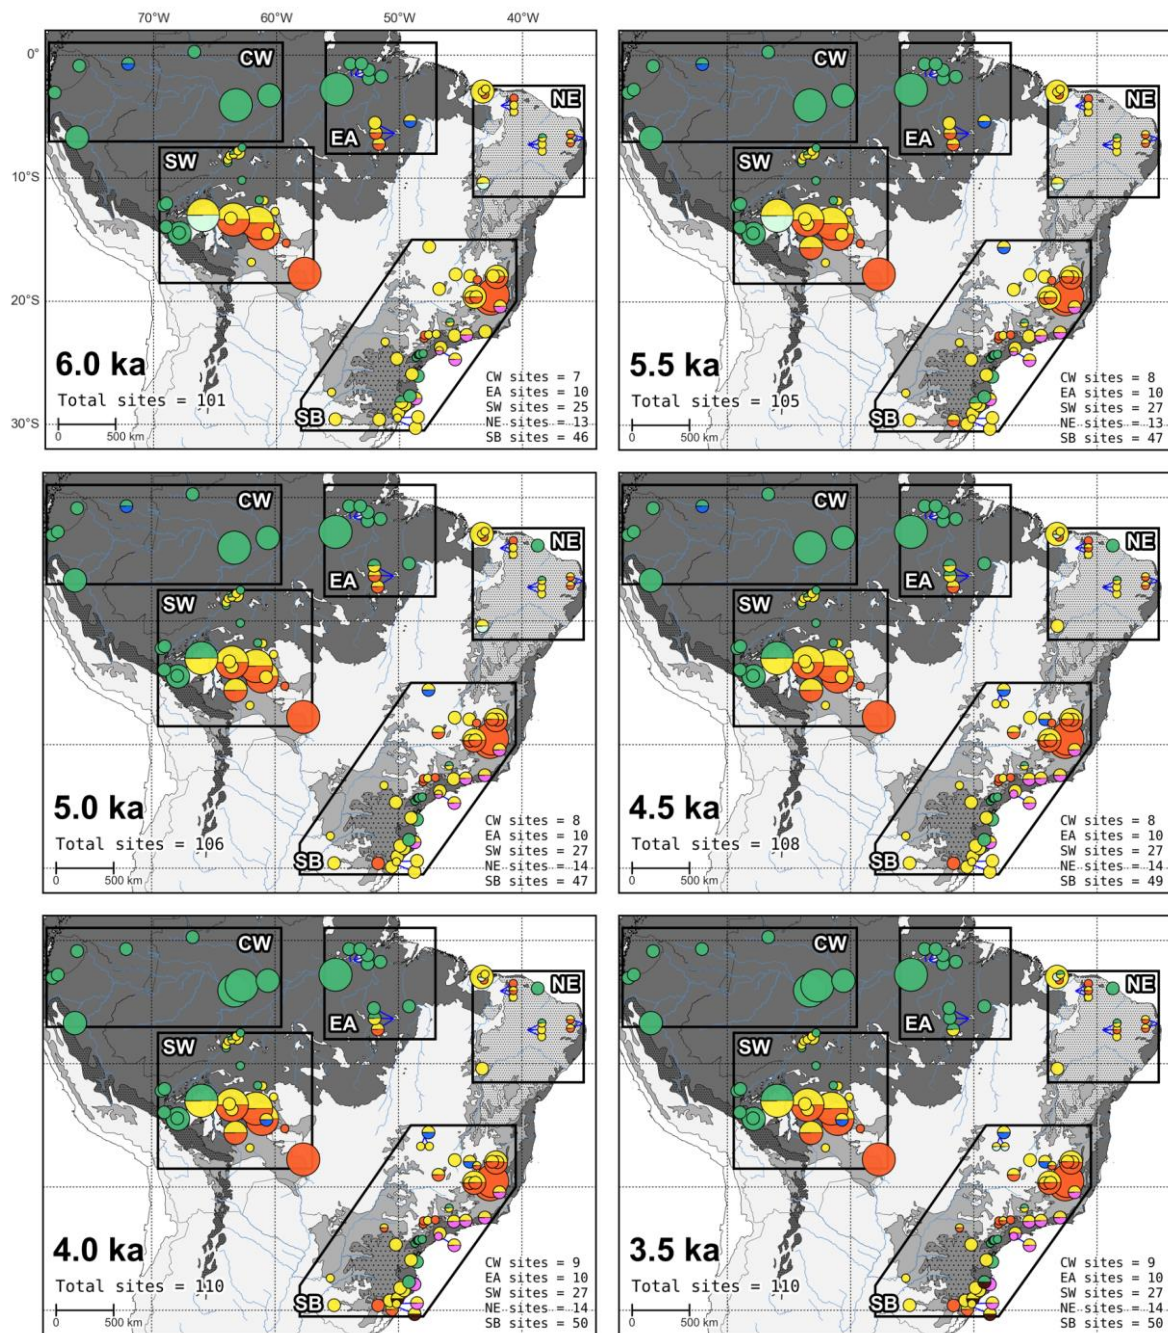 70°W 60°W 50°W 40°W
0°
10°S
20°S
30°S
CW
EA
NE
SW
SB
6.0 ka
Total sites = 101
0 500 km
CW sites = 7
EA sites = 10
SW sites = 25
NE sites = 13
SB sites = 46
CW
EA
NE
SW
SB
5.5 ka
Total sites = 105
0 500 km
CW sites = 8
EA sites = 10
SW sites = 27
NE sites = 13
SB sites = 47
CW
EA
NE
SW
SB
5.0 ka
Total sites = 106
0 500 km
CW sites = 8
EA sites = 10
SW sites = 27
NE sites = 14
SB sites = 47
CW
EA
NE
SW
SB
4.5 ka
Total sites = 108
0 500 km
CW sites = 8
EA sites = 10
SW sites = 27
NE sites = 14
SB sites = 49
CW
EA
NE
SW
SB
4.0 ka
Total sites = 110
0 500 km
CW sites = 9
EA sites = 10
SW sites = 27
NE sites = 14
SB sites = 50
CW
EA
NE
SW
SB
3.5 ka
Total sites = 110
0 500 km
CW sites = 9
EA sites = 10
SW sites = 27
NE sites = 14
SB sites = 50